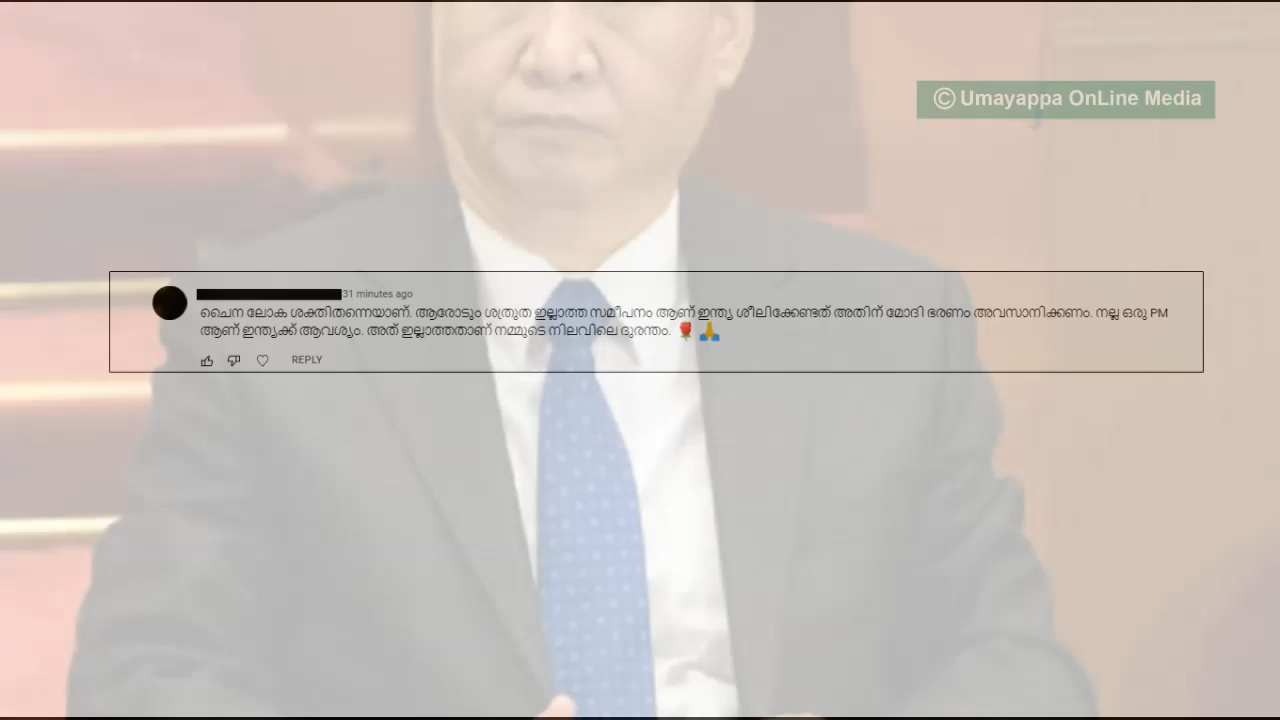 © Umayappa OnLine Media
31 minutes ago
ചൈന ലോക ശക്തിതന്നെയാണ്. ആരോടും ശത്രുത ഇല്ലാത്ത സമീപനം ആണ് ഇന്ത്യ ശീലിക്കേണ്ടത് അതിന് മോദി ഭരണം അവസാനിക്കണം. നല്ല ഒരു PM
ആണ് ഇന്ത്യക്ക് ആവശ്യം. അത് ഇല്ലാത്തതാണ് നമ്മുടെ നിലവിലെ ദുരന്തം. 🌹 🙏
REPLY